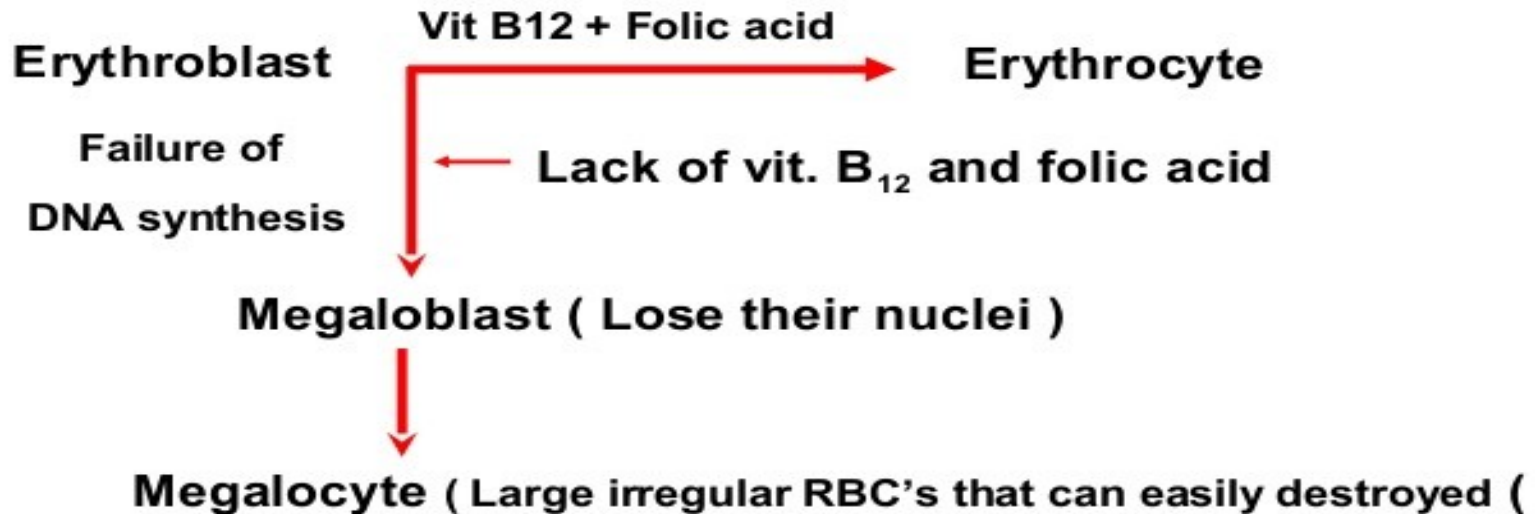 Vit B12 + Folic acid
Erythroblast
Erythrocyte
Failure of
DNA synthesis
Lack of vit. B₁₂ and folic acid
Megaloblast ( Lose their nuclei )
Megalocyte ( Large irregular RBC’s that can easily destroyed (